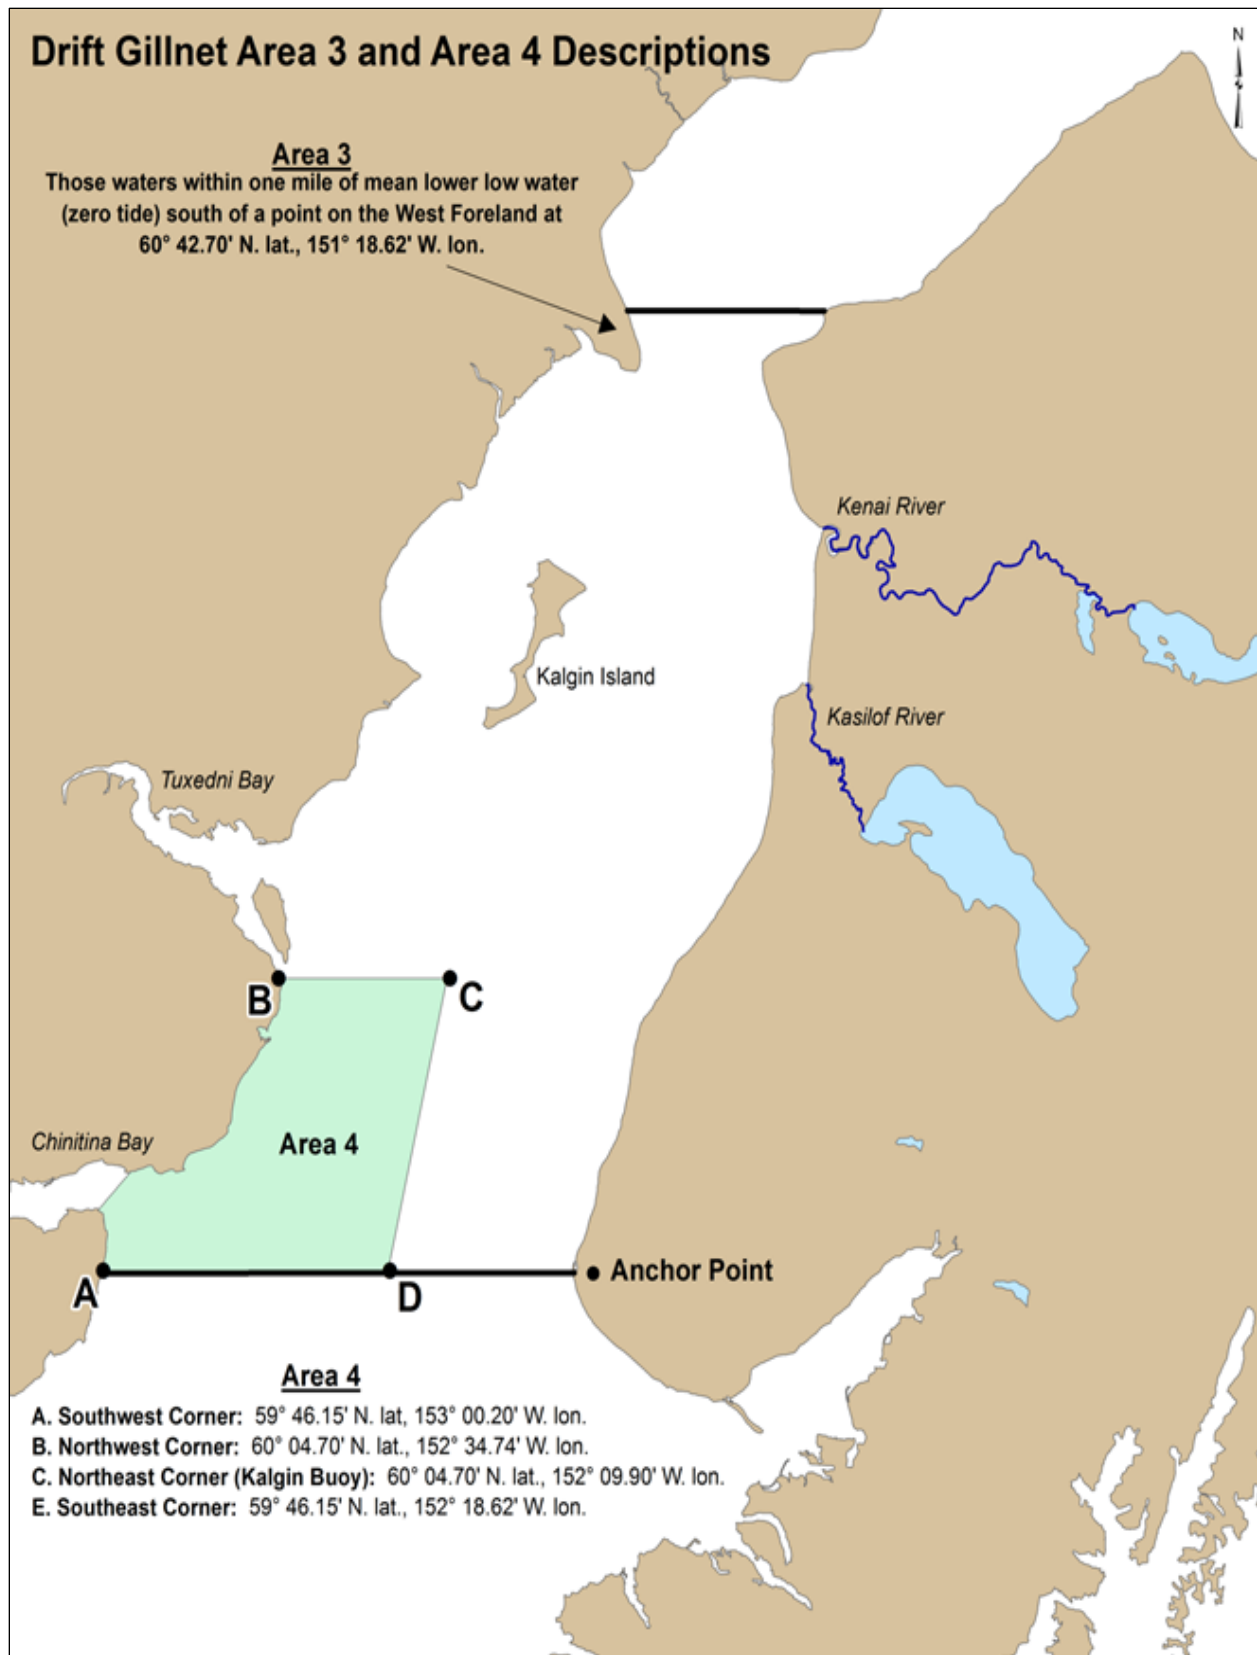 Drift Gillnet Area 3 and Area 4 Descriptions
N
Area 3
Those waters within one mile of mean lower low water
(zero tide) south of a point on the West Foreland at
60° 42.70' N. lat., 151° 18.62' W. lon.
Kenai River
Kalgin Island
Kasilof River
Tuxedni Bay
B
C
Chinitina Bay
Area 4
A
D
Anchor Point
Area 4
A. Southwest Corner: 59° 46.15' N. lat, 153° 00.20' W. lon.
B. Northwest Corner: 60° 04.70' N. lat., 152° 34.74' W. lon.
C. Northeast Corner (Kalgin Buoy): 60° 04.70' N. lat., 152° 09.90' W. lon.
E. Southeast Corner: 59° 46.15' N. lat., 152° 18.62' W. lon.